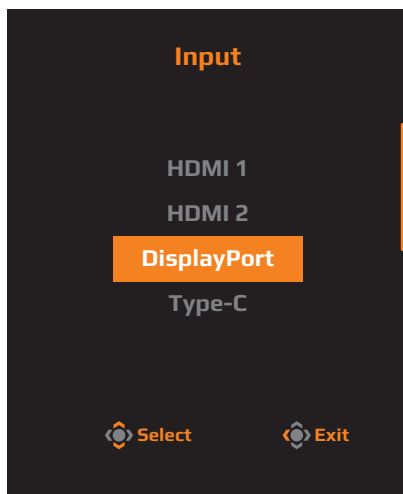 Input
HDMI 1
HDMI 2
DisplayPort
Type-C
Select Exit